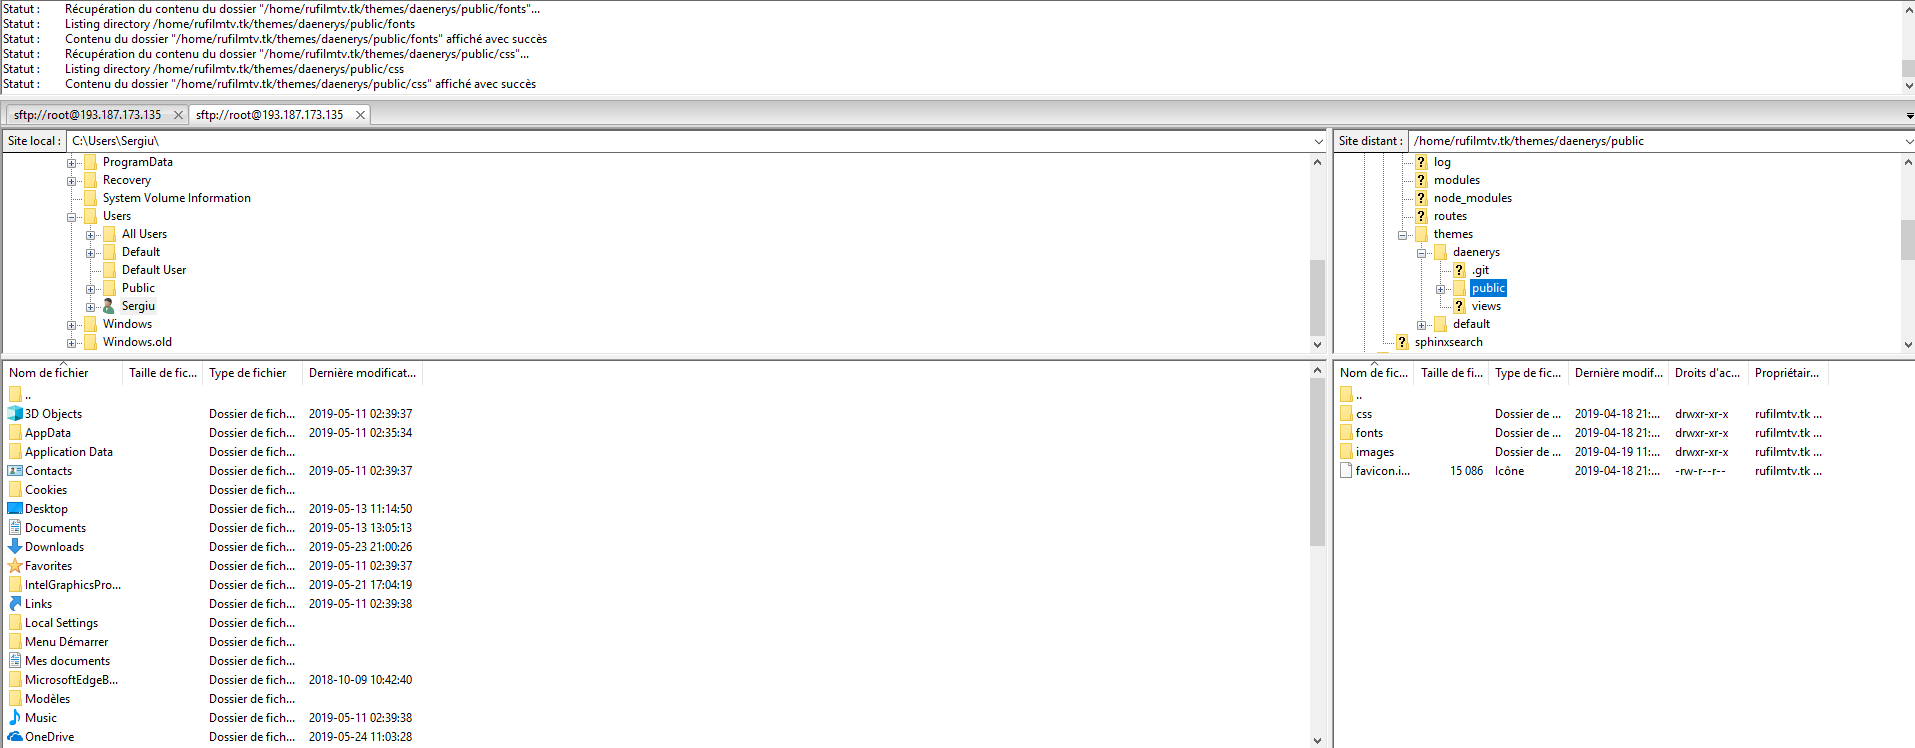 Statut : Récupération du contenu du dossier "/home/rufilmtv.tk/themes/daenerys/public/fonts"...
Statut : Listing directory /home/rufilmtv.tk/themes/daenerys/public/fonts
Statut : Contenu du dossier "/home/rufilmtv.tk/themes/daenerys/public/fonts" affiché avec succès
Statut : Récupération du contenu du dossier "/home/rufilmtv.tk/themes/daenerys/public/css"...
Statut : Listing directory /home/rufilmtv.tk/themes/daenerys/public/css
Statut : Contenu du dossier "/home/rufilmtv.tk/themes/daenerys/public/css" affiché avec succès
sftp://root@193.187.173.135 sftp://root@193.187.173.135
Site local : C:\Users\Sergiu\
ProgramData
Recovery
System Volume Information
Users
All Users
Default
Default User
Public
Sergiu
Windows
Windows.old
Nom de fichier Taille de fic... Type de fichier Dernière modificat...
..
3D Objects Dossier de fich... 2019-05-11 02:39:37
AppData Dossier de fich... 2019-05-11 02:35:34
Application Data Dossier de fich...
Contacts Dossier de fich... 2019-05-11 02:39:37
Cookies Dossier de fich...
Desktop Dossier de fich... 2019-05-13 11:14:50
Documents Dossier de fich... 2019-05-13 13:05:13
Downloads Dossier de fich... 2019-05-23 21:00:26
Favorites Dossier de fich... 2019-05-11 02:39:37
IntelGraphicsPro... Dossier de fich... 2019-05-21 17:04:19
Links Dossier de fich... 2019-05-11 02:39:38
Local Settings Dossier de fich...
Menu Démarrer Dossier de fich...
Mes documents Dossier de fich...
MicrosoftEdgeB... Dossier de fich... 2018-10-09 10:42:40
Modèles Dossier de fich...
Music Dossier de fich... 2019-05-11 02:39:38
OneDrive Dossier de fich... 2019-05-24 11:03:28
Site distant : /home/rufilmtv.tk/themes/daenerys/public
log
modules
node_modules
routes
themes
daenerys
.git
public
views
default
sphinxsearch
Nom de fic... Taille de fi... Type de fic... Dernière modif... Droits d'ac... Propriétair...
..
css Dossier de ... 2019-04-18 21:... drwxr-xr-x rufilmtv.tk ...
fonts Dossier de ... 2019-04-18 21:... drwxr-xr-x rufilmtv.tk ...
images Dossier de ... 2019-04-19 11:... drwxr-xr-x rufilmtv.tk ...
favicon.i... 15 086 Icône 2019-04-18 21:... -rw-r--r-- rufilmtv.tk ...